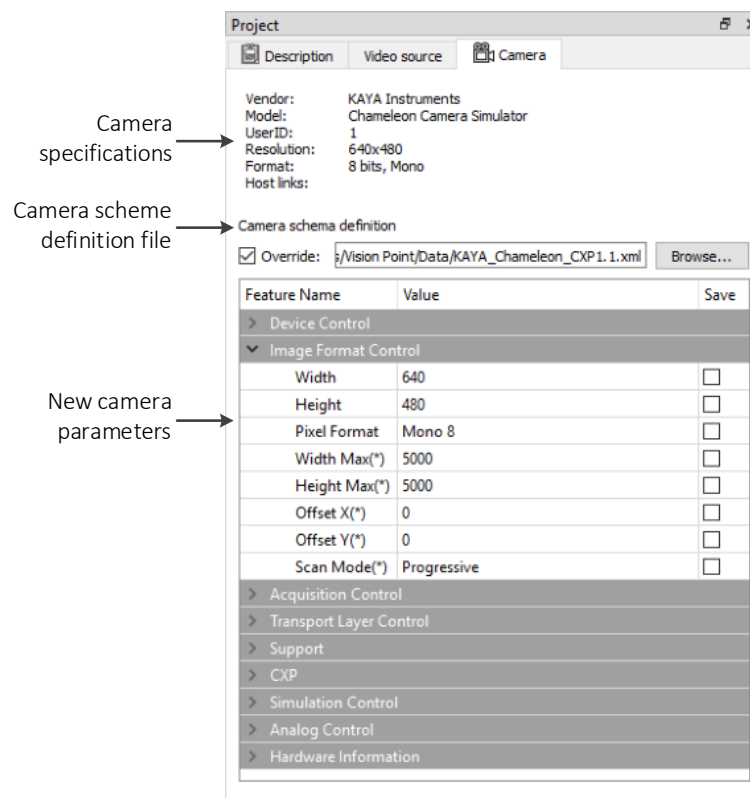 Project
Description Video source Camera
Vendor: KAYA Instruments
Model: Chameleon Camera Simulator
UserID: 1
Resolution: 640x480
Format: 8 bits, Mono
Host links:
Camera
specifications
Camera scheme
definition file
Camera schema definition
Override: s/Vision Point/Data/KAYA_Chameleon_CXP1.1.xml Browse...
Feature Name Value Save
Device Control
Image Format Control
Width 640
Height 480
Pixel Format Mono 8
Width Max(*) 5000
Height Max(*) 5000
Offset X(*) 0
Offset Y(*) 0
Scan Mode(*) Progressive
New camera
parameters
Acquisition Control
Transport Layer Control
Support
CXP
Simulation Control
Analog Control
Hardware Information